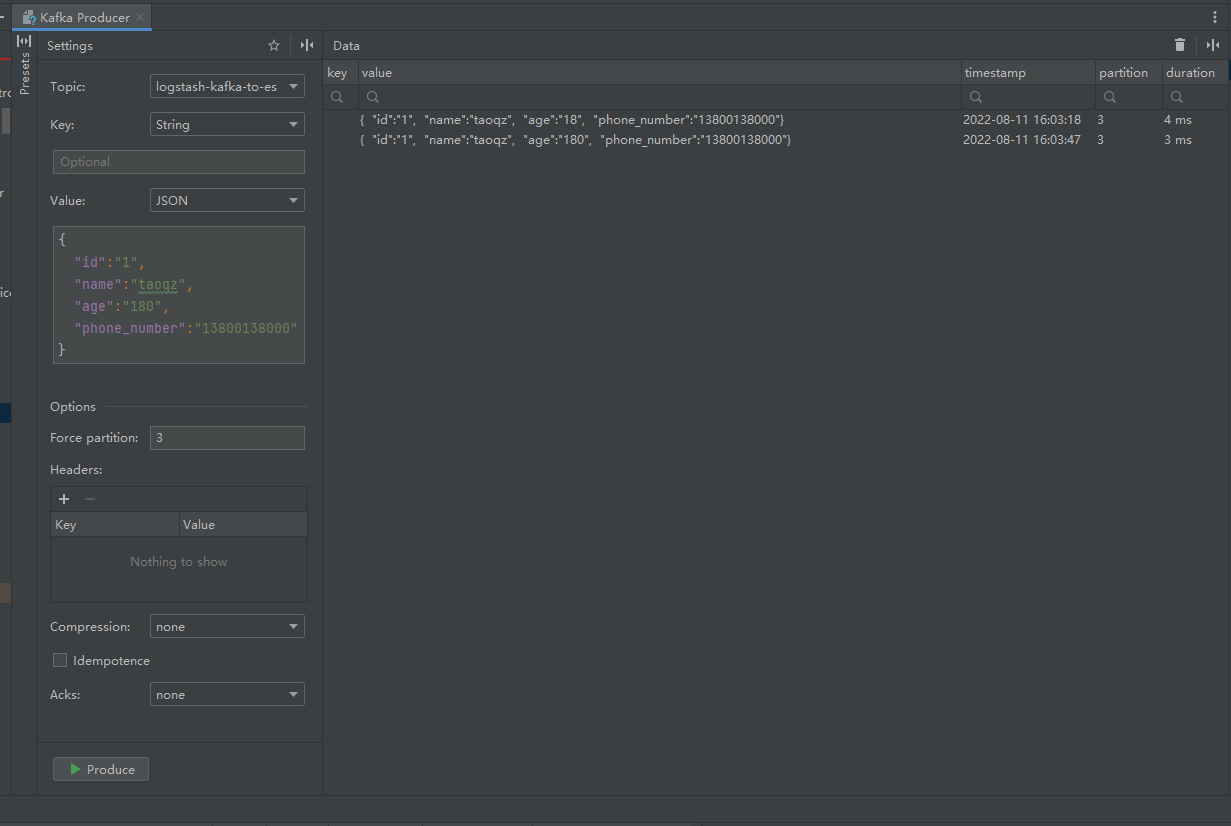 Kafka Producer
Presets
Settings
Topic: logstash-kafka-to-es
Key: String
Optional
Value: JSON
{
"id":"1",
"name":"taoqz",
"age":"180",
"phone_number":"13800138000"
}
Options
Force partition: 3
Headers:
Key Value
Nothing to show
Compression: none
Idempotence
Acks: none
Produce
Data
key value timestamp partition duration
{ "id":"1", "name":"taoqz", "age":"18", "phone_number":"13800138000"} 2022-08-11 16:03:18 3 4 ms
{ "id":"1", "name":"taoqz", "age":"180", "phone_number":"13800138000"} 2022-08-11 16:03:47 3 3 ms